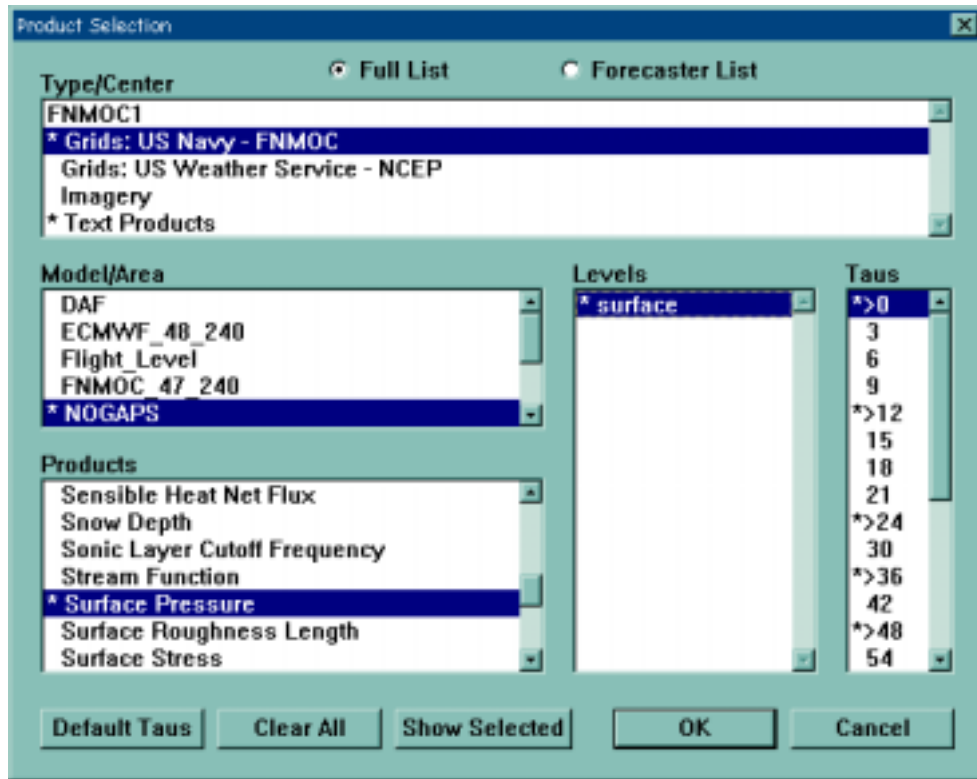 Product Selection
Full List
Forecaster List
Type/Center
FNMOC1
* Grids: US Navy - FNMOC
Grids: US Weather Service - NCEP
Imagery
* Text Products
Model/Area
DAF
ECMWF_48_240
Flight_Level
FNMOC_47_240
* NOGAPS
Products
Sensible Heat Net Flux
Snow Depth
Sonic Layer Cutoff Frequency
Stream Function
* Surface Pressure
Surface Roughness Length
Surface Stress
Levels
* surface
Taus
*>0
3
6
9
*>12
15
18
21
*>24
30
*>36
42
*>48
54
Default Taus
Clear All
Show Selected
OK
Cancel